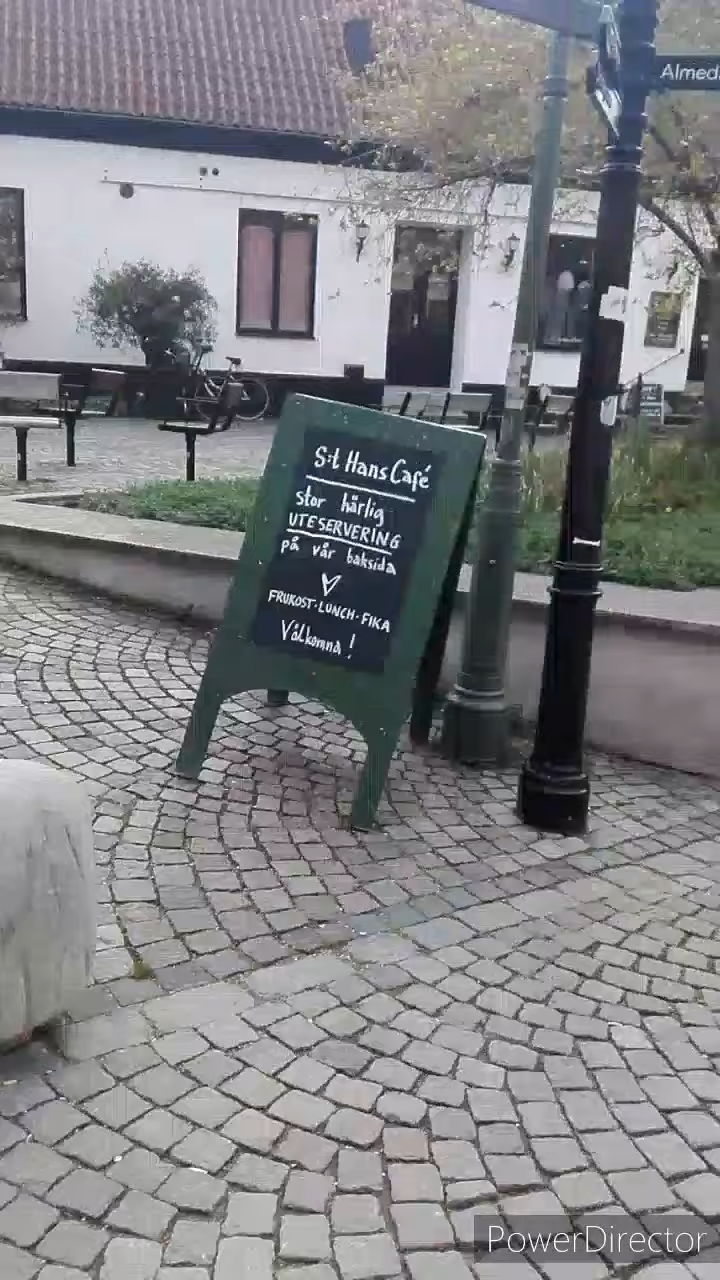 Almed
S:t Hans Café
stor härlig
UTESERVERING
på vår baksida
FRUKOST·LUNCH·FIKA
Välkomna!
PowerDirector